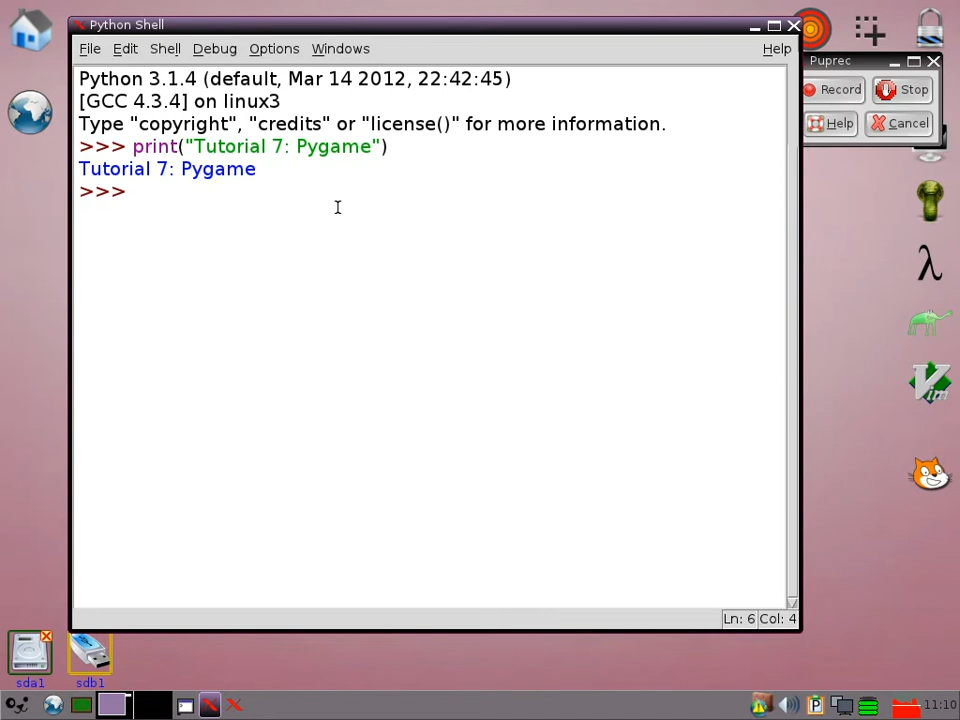 Python Shell
File Edit Shell Debug Options Windows Help
Python 3.1.4 (default, Mar 14 2012, 22:42:45)
[GCC 4.3.4] on linux3
Type "copyright", "credits" or "license()" for more information.
>>> print("Tutorial 7: Pygame")
Tutorial 7: Pygame
>>>
Ln: 6 Col: 4
Puprec
Record Stop
Help Cancel
λ
Vim
sda1 sdb1
P
11:10